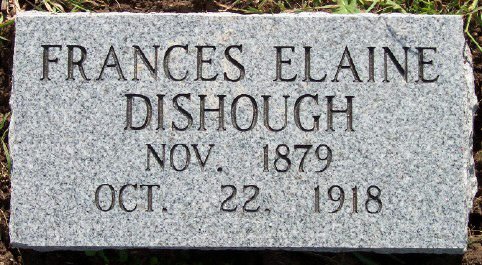 FRANCES ELAINE
DISHOUGH
NOV. 1879
OCT. 22, 1918